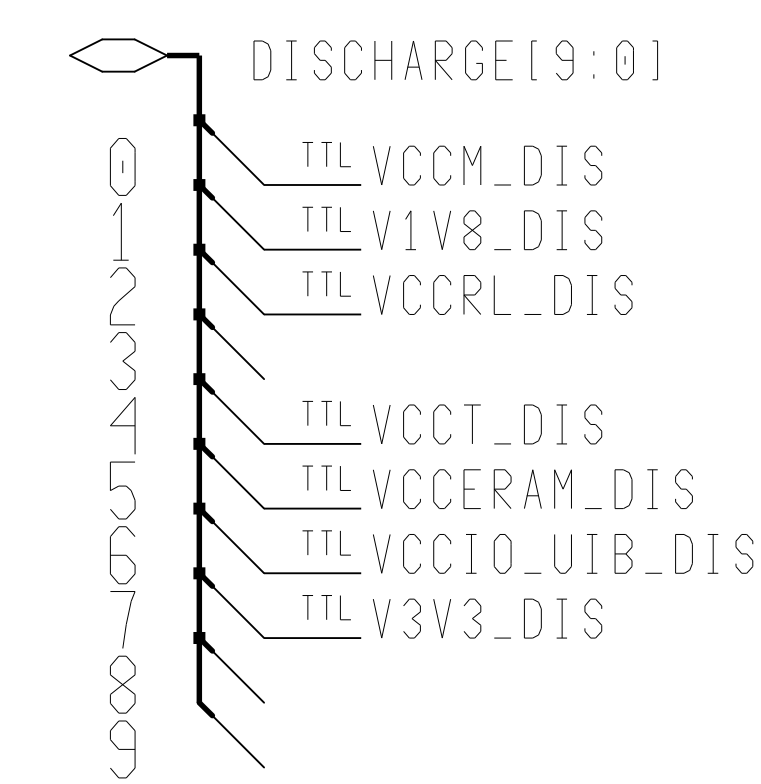 DISCHARGE[9:0]
0 TTL VCCM_DIS
1 TTL V1V8_DIS
2 TTL VCCRL_DIS
3
4 TTL VCCT_DIS
5 TTL VCCERAM_DIS
6 TTL VCCIO_UIB_DIS
7 TTL V3V3_DIS
8
9